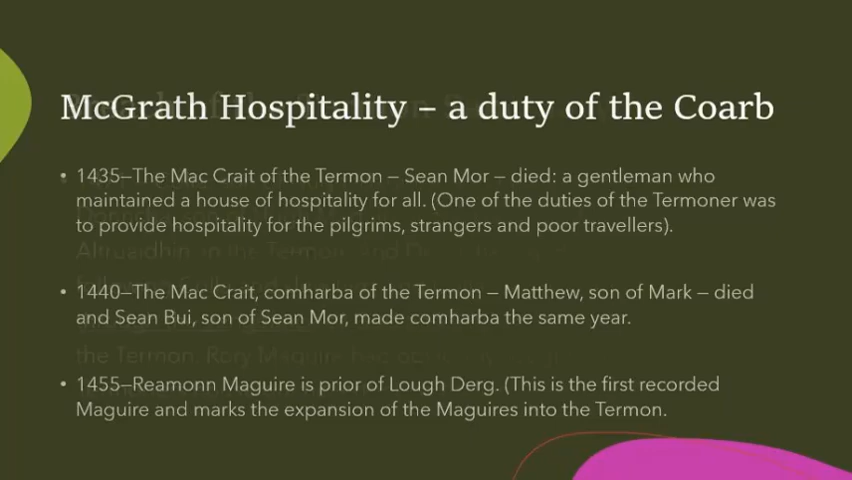 McGrath Hospitality – a duty of the Coarb
• 1435–The Mac Crait of the Termon – Sean Mor – died: a gentleman who
maintained a house of hospitality for all. (One of the duties of the Termoner was
to provide hospitality for the pilgrims, strangers and poor travellers).
• 1440–The Mac Crait, comharba of the Termon – Matthew, son of Mark – died
and Sean Bui, son of Sean Mor, made comharba the same year.
• 1455–Reamonn Maguire is prior of Lough Derg. (This is the first recorded
Maguire and marks the expansion of the Maguires into the Termon.